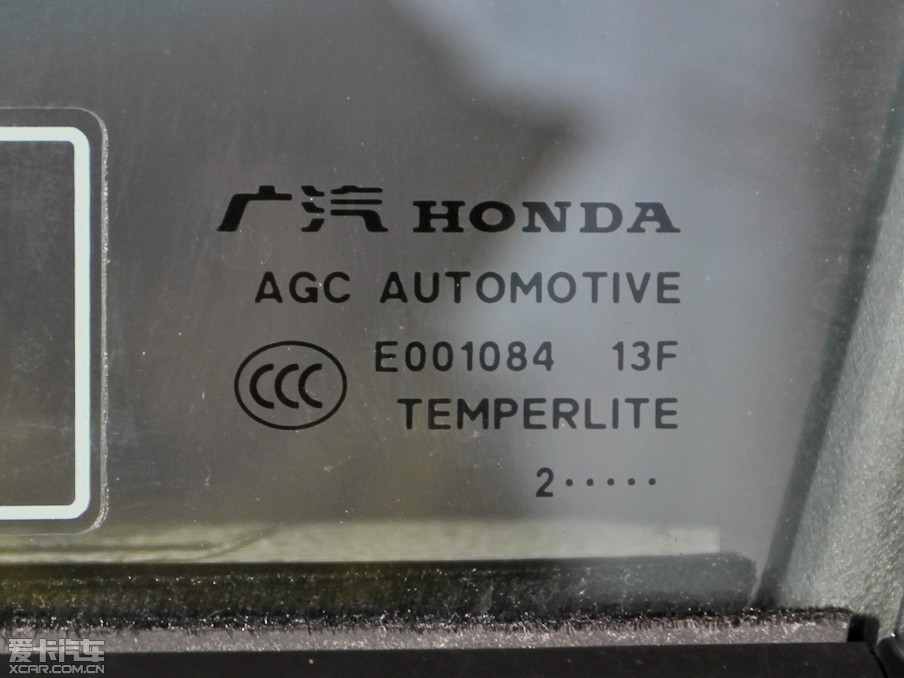 广汽 HONDA
AGC AUTOMOTIVE
CCC E001084 13F
TEMPERLITE
2·····
爱卡汽车
XCAR.COM.CN